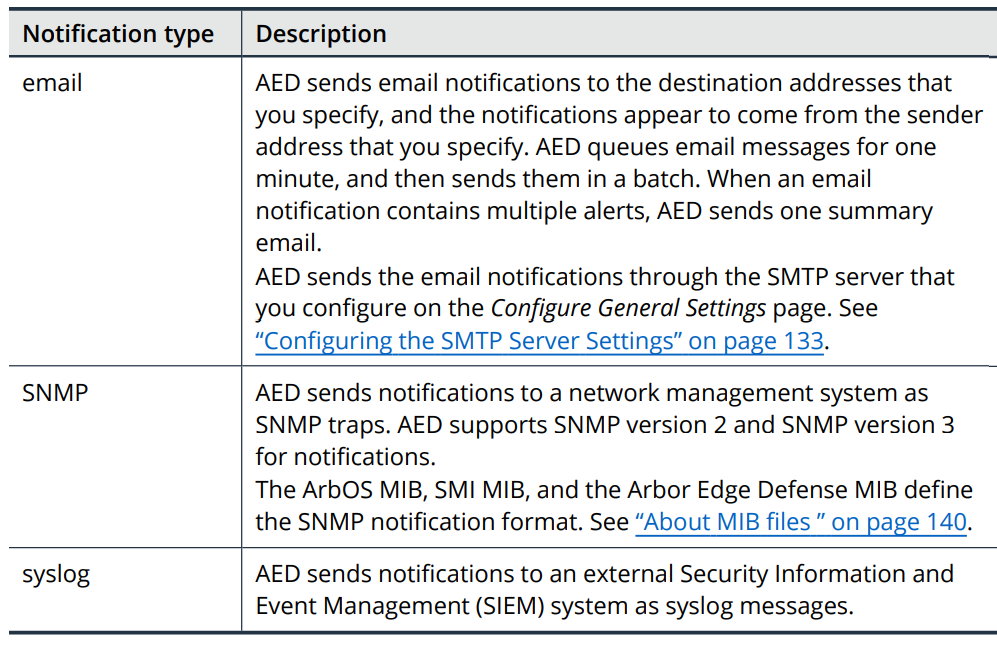 Notification type Description
email AED sends email notifications to the destination addresses that
you specify, and the notifications appear to come from the sender
address that you specify. AED queues email messages for one
minute, and then sends them in a batch. When an email
notification contains multiple alerts, AED sends one summary
email.
AED sends the email notifications through the SMTP server that
you configure on the Configure General Settings page. See
“Configuring the SMTP Server Settings” on page 133.
SNMP AED sends notifications to a network management system as
SNMP traps. AED supports SNMP version 2 and SNMP version 3
for notifications.
The ArbOS MIB, SMI MIB, and the Arbor Edge Defense MIB define
the SNMP notification format. See “About MIB files ” on page 140.
syslog AED sends notifications to an external Security Information and
Event Management (SIEM) system as syslog messages.